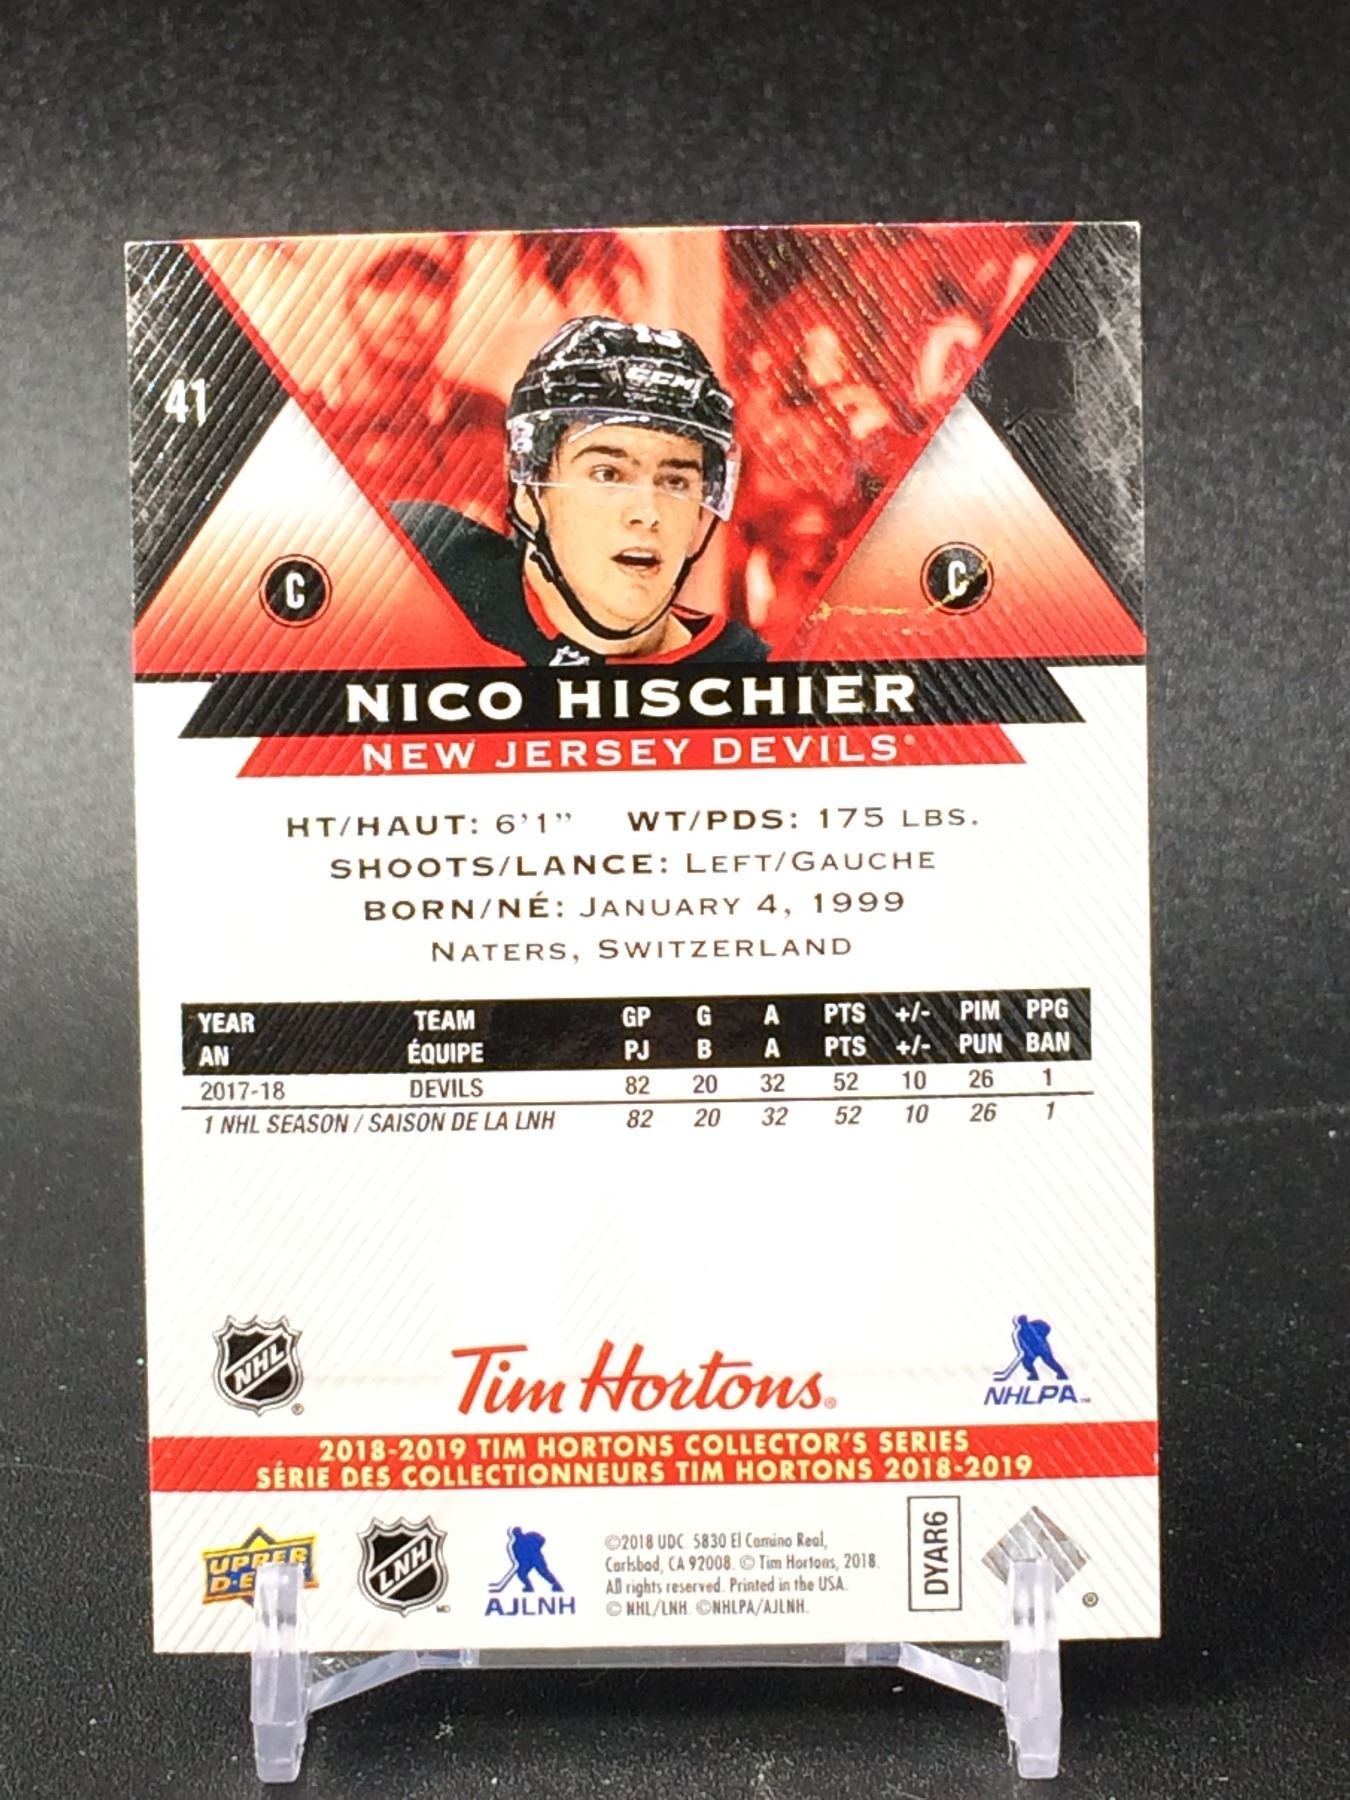 13
CCM
41
C
C
NICO HISCHIER
NEW JERSEY DEVILS
HT/HAUT: 6'1" WT/PDS: 175 LBS.
SHOOTS/LANCE: LEFT/GAUCHE
BORN/NÉ: JANUARY 4, 1999
NATERS, SWITZERLAND
YEAR TEAM GP G A PTS +/- PIM PPG
AN ÉQUIPE PJ B A PTS +/- PUN BAN
2017-18 DEVILS 82 20 32 52 10 26 1
1 NHL SEASON / SAISON DE LA LNH 82 20 32 52 10 26 1
NHL ®
Tim Hortons®
NHLPA™
2018-2019 TIM HORTONS COLLECTOR'S SERIES
SÉRIE DES COLLECTIONNEURS TIM HORTONS 2018-2019
UPPER
LNH MD
AJLNH
©2018 UDC. 5830 El Camino Real,
Carlsbad, CA 92008. © Tim Hortons, 2018.
All rights reserved. Printed in the USA.
© NHL/LNH. ©NHLPA/AJLNH.
DYAR6
®